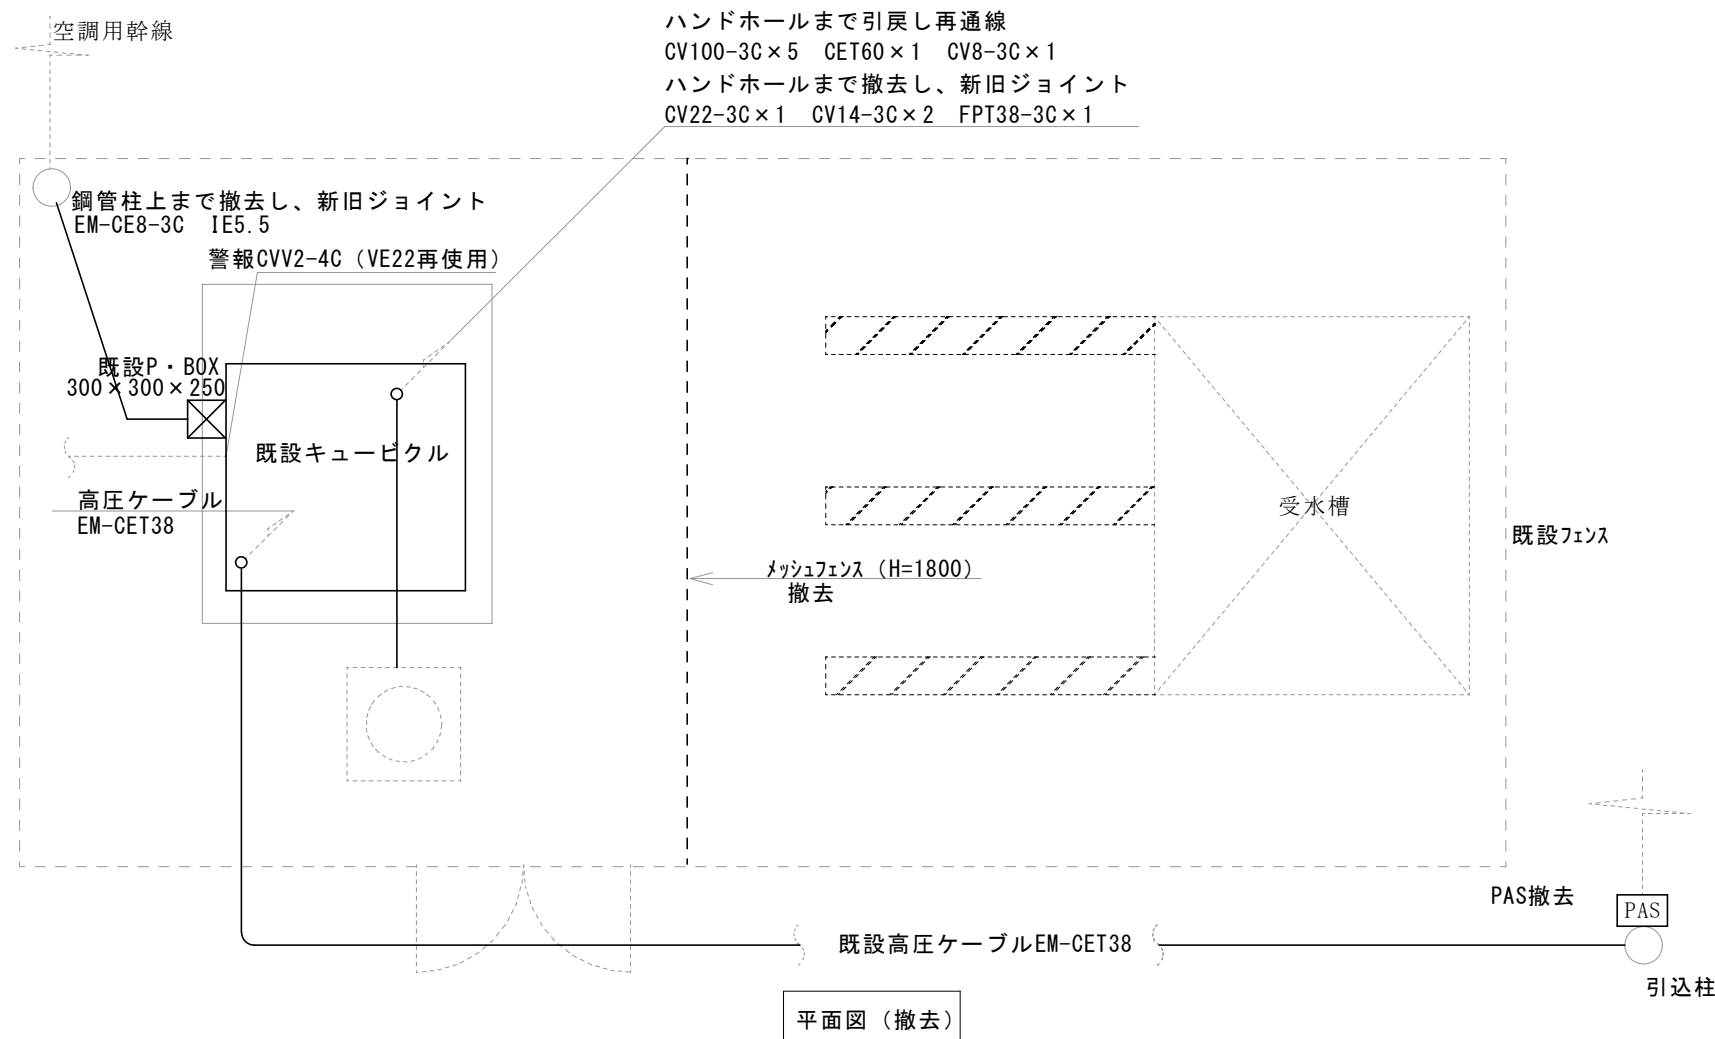 空調用幹線
ハンドホールまで引戻し再通線
CV100-3C×5 CET60×1 CV8-3C×1
ハンドホールまで撤去し、新旧ジョイント
CV22-3C×1 CV14-3C×2 FPT38-3C×1
鋼管柱上まで撤去し、新旧ジョイント
EM-CE8-3C IE5.5
警報CVV2-4C（VE22再使用）
既設P・BOX
300×300×250
既設キュービクル
高圧ケーブル
EM-CET38
受水槽
既設フェンス
メッシュフェンス（H=1800）
撤去
PAS撤去
PAS
既設高圧ケーブルEM-CET38
引込柱
平面図（撤去）